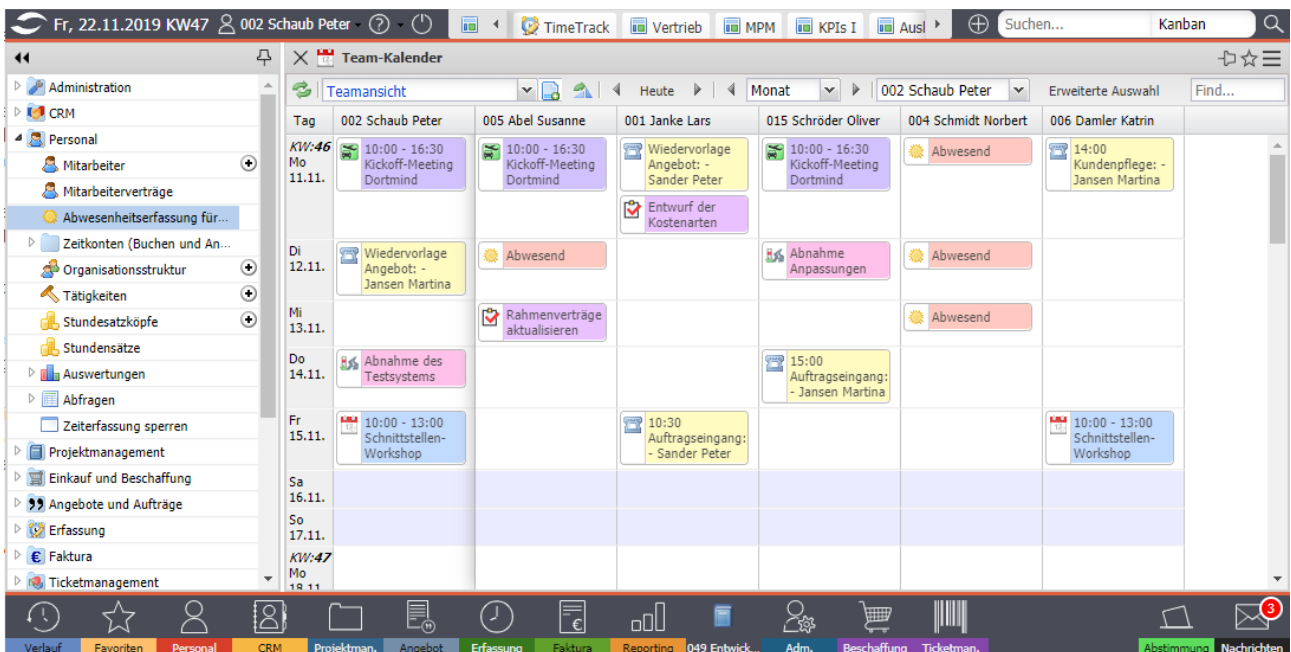 Fr, 22.11.2019 KW47 002 Schaub Peter
TimeTrack Vertrieb MPM KPIs I Ausl Suchen... Kanban
Team-Kalender
Administration
CRM
Personal
Mitarbeiter
Mitarbeiterverträge
Abwesenheitserfassung für...
Zeitkonten (Buchen und An...
Organisationsstruktur
Tätigkeiten
Stundesatzköpfe
Stundensätze
Auswertungen
Abfragen
Zeiterfassung sperren
Projektmanagement
Einkauf und Beschaffung
Angebote und Aufträge
Erfassung
Faktura
Ticketmanagement
Teamansicht Heute Monat 002 Schaub Peter Erweiterte Auswahl Find...
Tag 002 Schaub Peter 005 Abel Susanne 001 Janke Lars 015 Schröder Oliver 004 Schmidt Norbert 006 Damler Katrin
KW:46
Mo
11.11.
10:00 - 16:30
Kickoff-Meeting
Dortmind
10:00 - 16:30
Kickoff-Meeting
Dortmind
Wiedervorlage
Angebot: -
Sander Peter
Entwurf der
Kostenarten
10:00 - 16:30
Kickoff-Meeting
Dortmind
Abwesend
14:00
Kundenpflege: -
Jansen Martina
Di
12.11.
Wiedervorlage
Angebot: -
Jansen Martina
Abwesend
Abnahme
Anpassungen
Abwesend
Mi
13.11.
Rahmenverträge
aktualisieren
Abwesend
Do
14.11.
Abnahme des
Testsystems
15:00
Auftragseingang:
- Jansen Martina
Fr
15.11.
10:00 - 13:00
Schnittstellen-
Workshop
10:30
Auftragseingang:
- Sander Peter
10:00 - 13:00
Schnittstellen-
Workshop
Sa
16.11.
So
17.11.
KW:47
Mo
18.11
3
Verlauf Favoriten Personal CRM Projektman. Angebot Erfassung Faktura Reporting 049 Entwick... Adm. Beschaffung Ticketman. Abstimmung Nachrichten